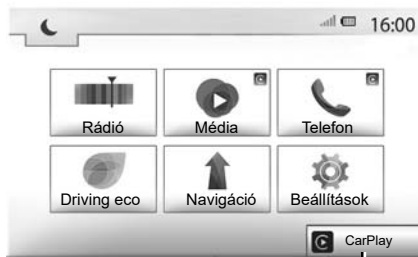 16:00
Rádió
Média
Telefon
Driving eco
Navigáció
Beállítások
CarPlay